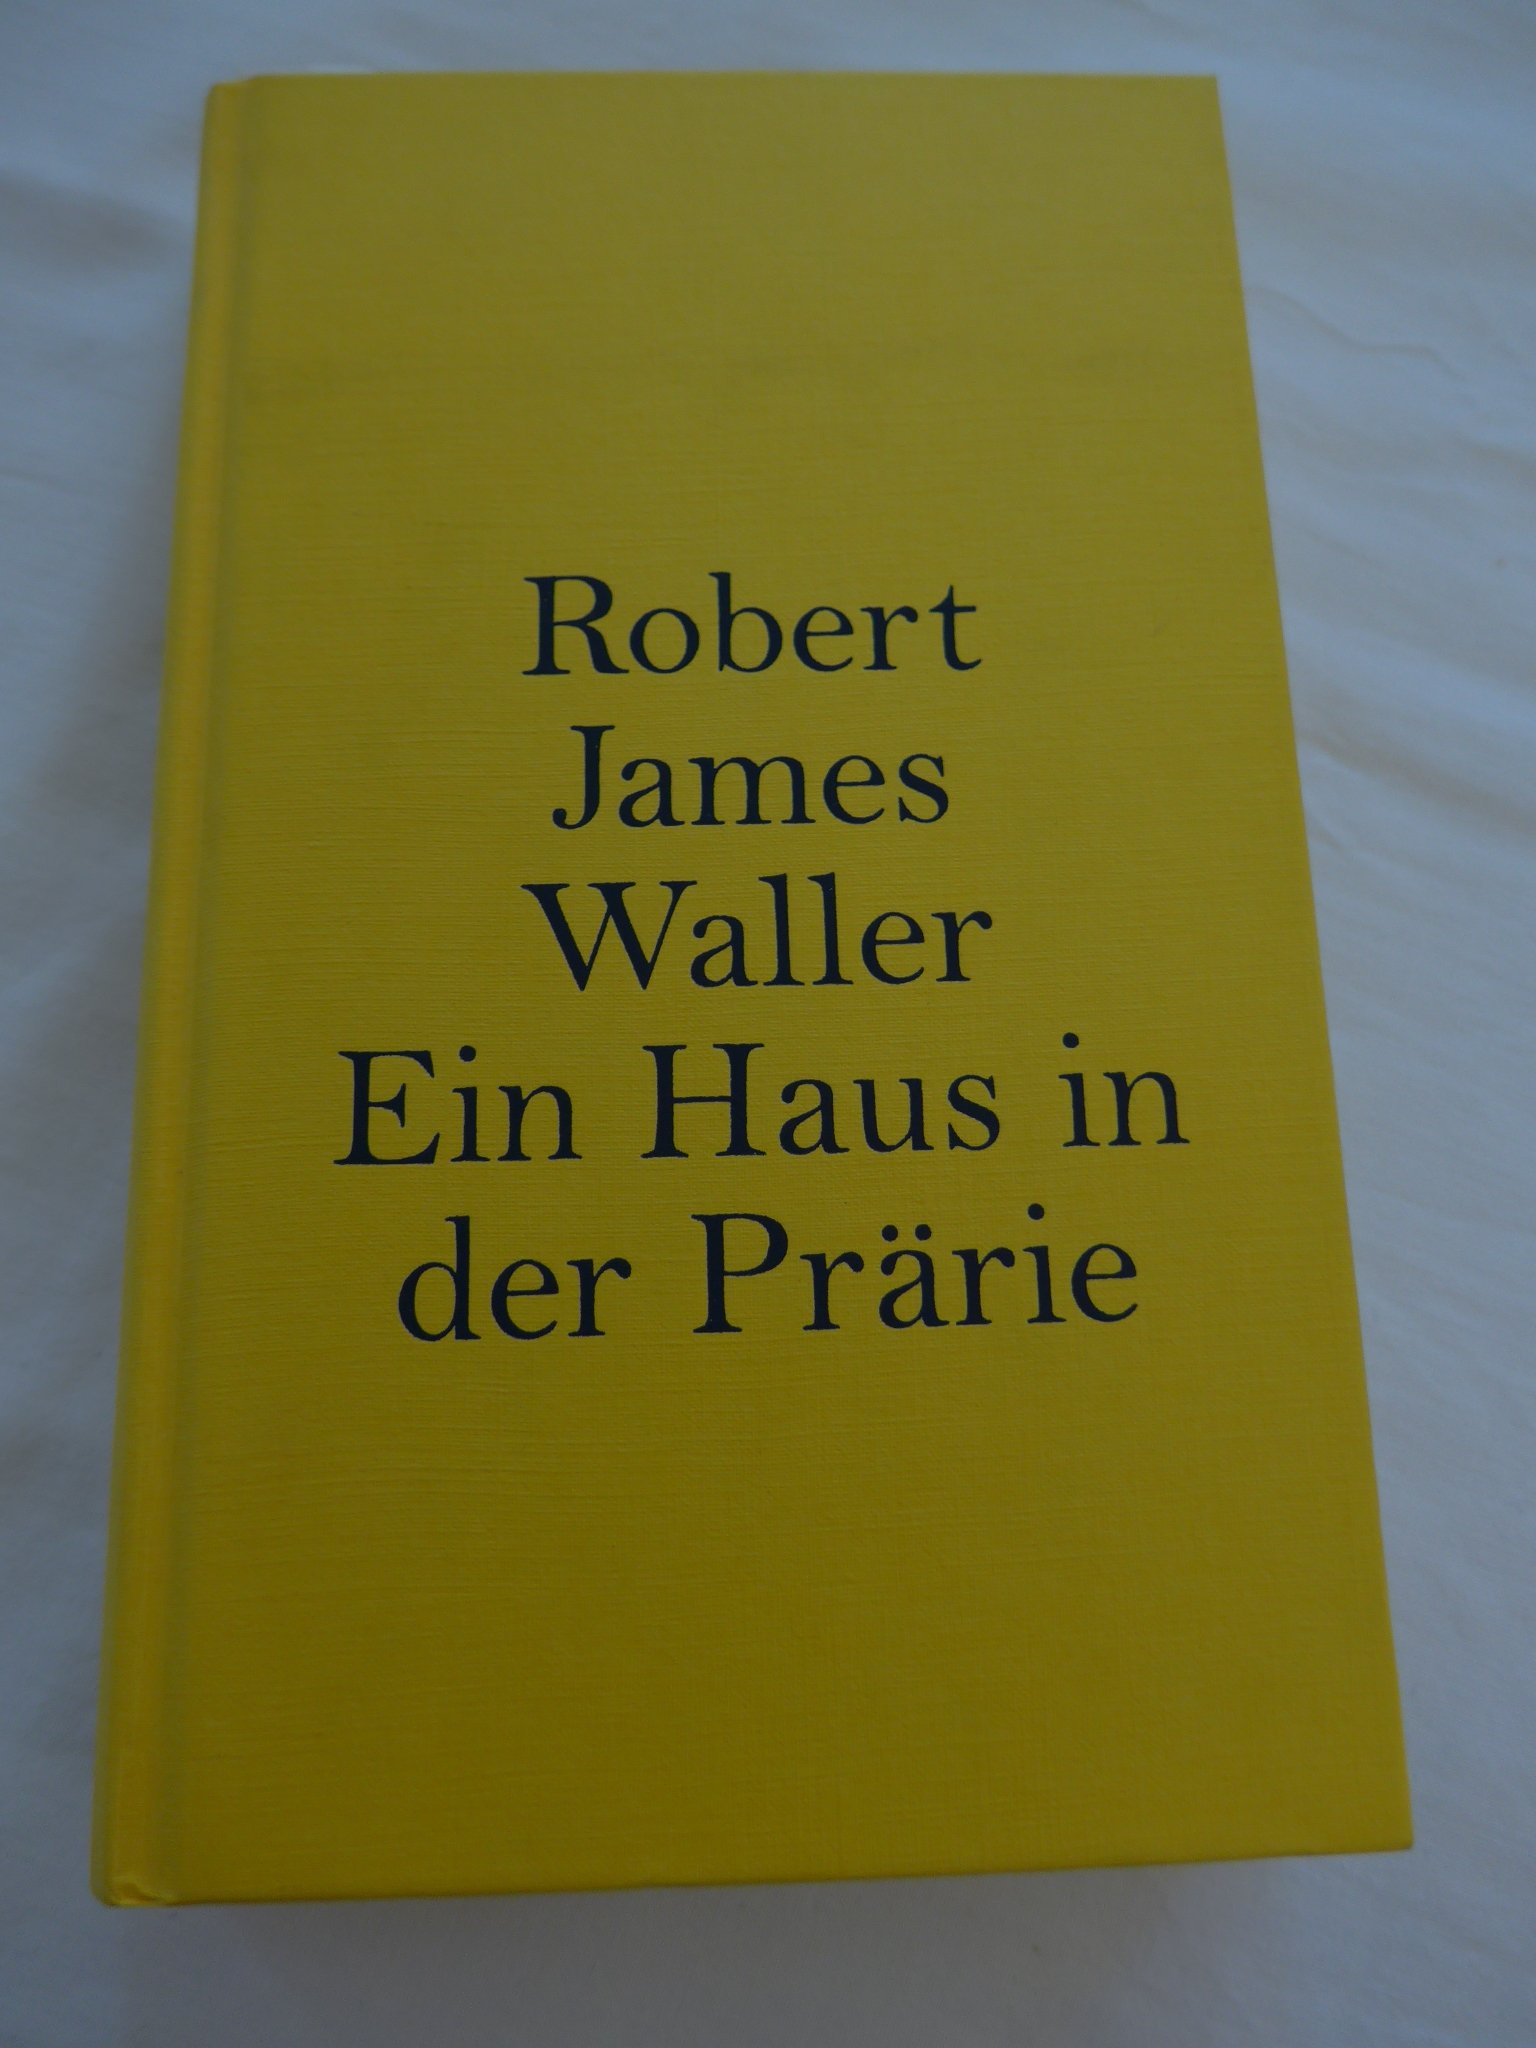 Robert
James
Waller
Ein Haus in
der Prärie